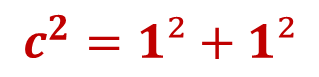 c² = 1² + 1²